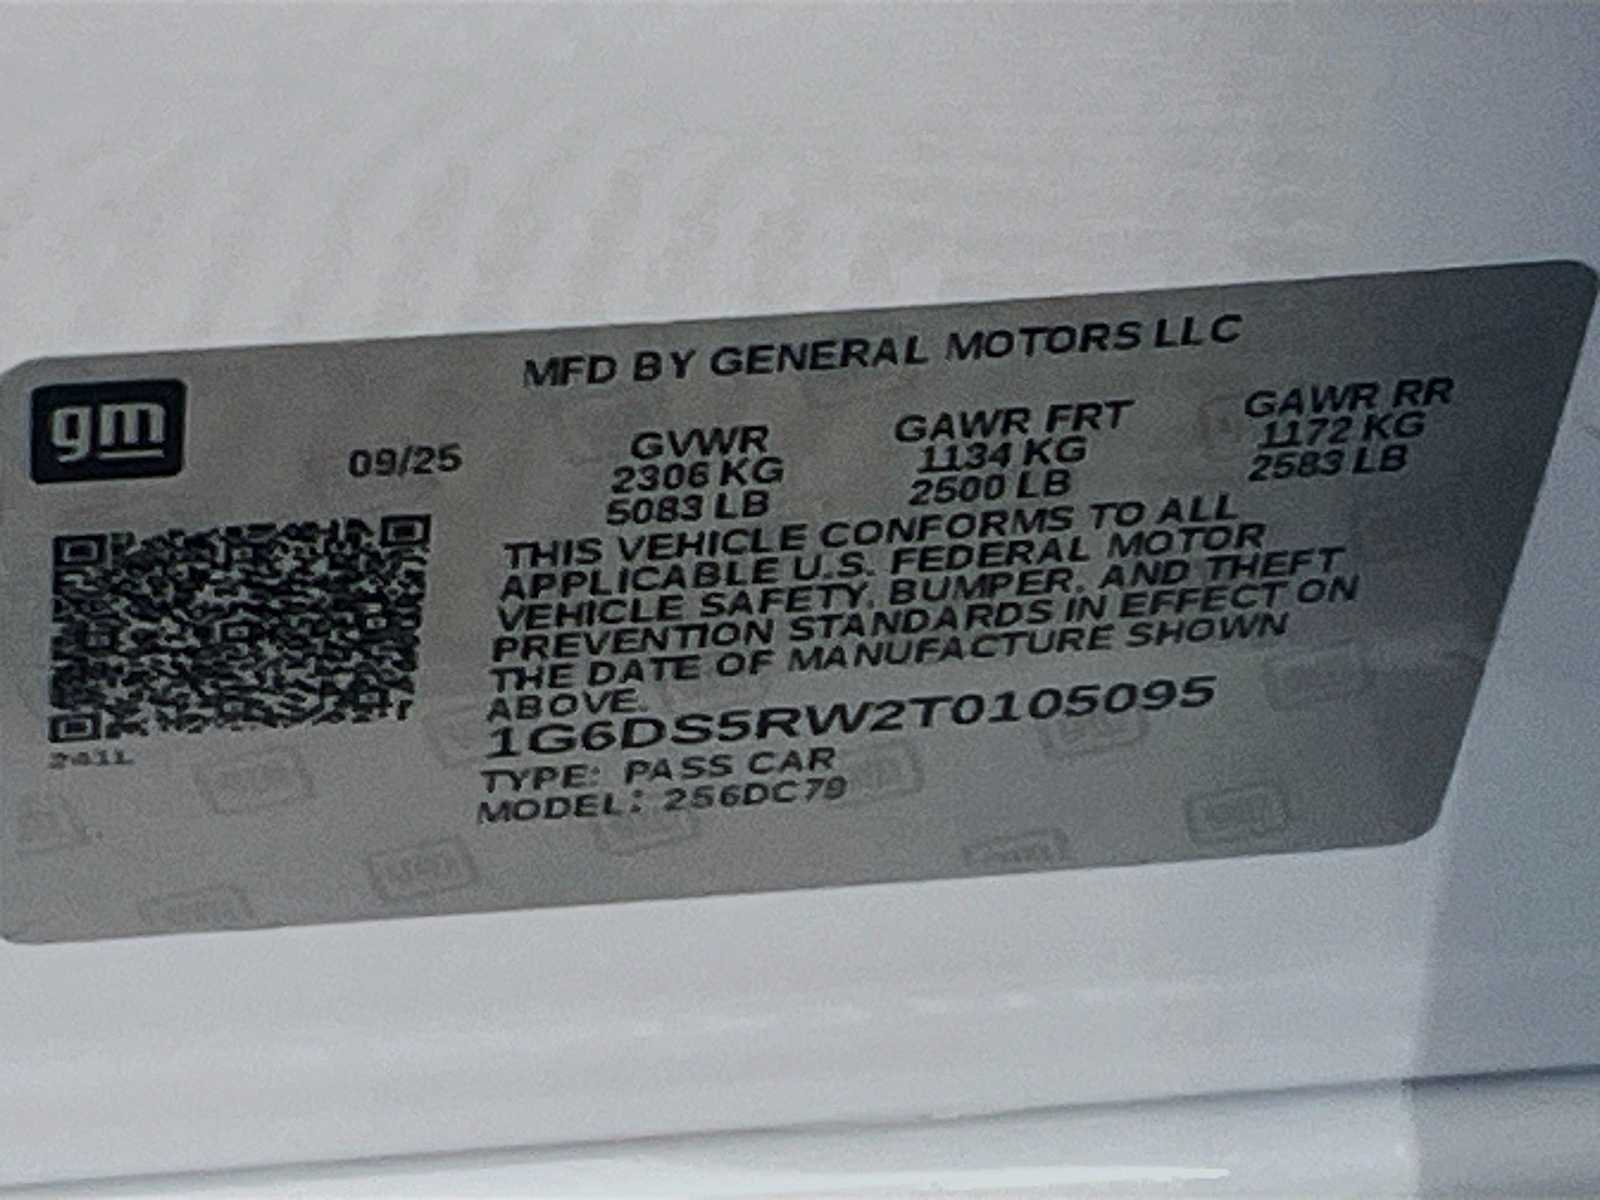 gm
MFD BY GENERAL MOTORS LLC
09/25
GVWR GAWR FRT GAWR RR
2306 KG 1134 KG 1172 KG
5083 LB 2500 LB 2583 LB
THIS VEHICLE CONFORMS TO ALL
APPLICABLE U.S. FEDERAL MOTOR
VEHICLE SAFETY, BUMPER, AND THEFT
PREVENTION STANDARDS IN EFFECT ON
THE DATE OF MANUFACTURE SHOWN
ABOVE.
1G6DS5RW2T0105095
TYPE: PASS CAR
MODEL: 256DC79